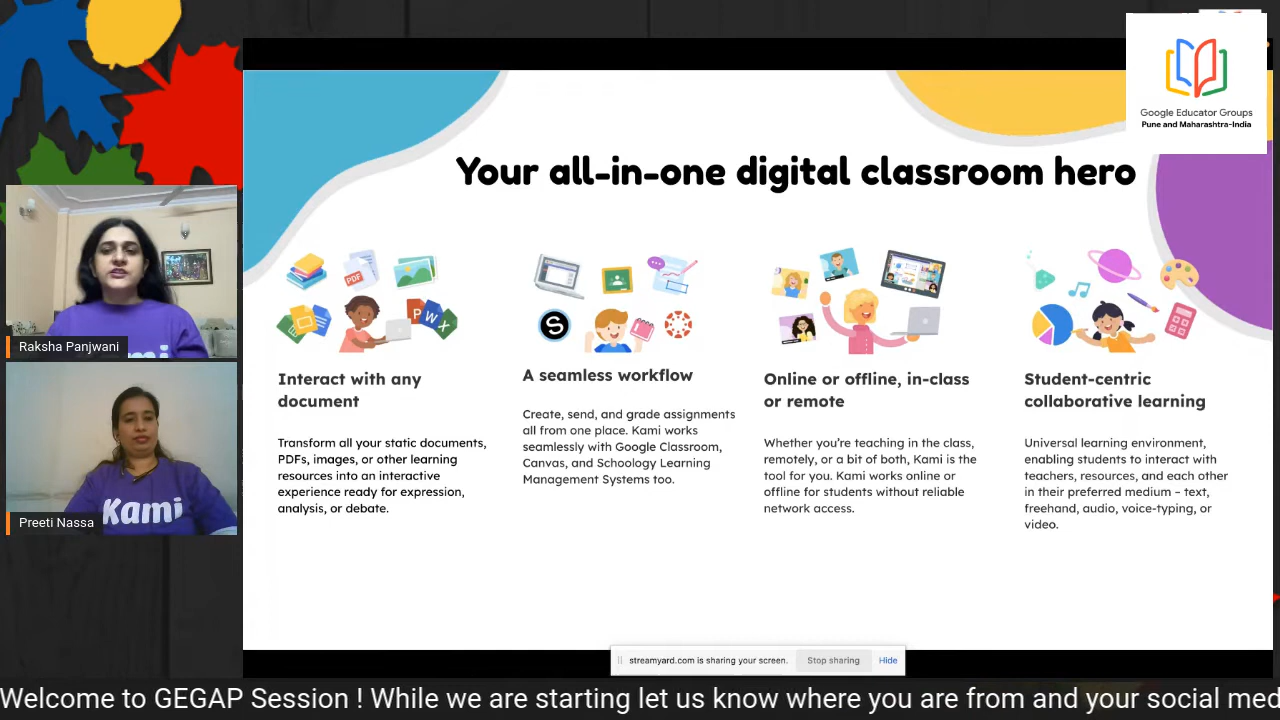 Google Educator Groups
Pune and Maharashtra-India
Your all-in-one digital classroom hero
PDF
P
W
X
S
Interact with any
document
Transform all your static documents,
PDFs, images, or other learning
resources into an interactive
experience ready for expression,
analysis, or debate.
A seamless workflow
Create, send, and grade assignments
all from one place. Kami works
seamlessly with Google Classroom,
Canvas, and Schoology Learning
Management Systems too.
Online or offline, in-class
or remote
Whether you're teaching in the class,
remotely, or a bit of both, Kami is the
tool for you. Kami works online or
offline for students without reliable
network access.
Student-centric
collaborative learning
Universal learning environment,
enabling students to interact with
teachers, resources, and each other
in their preferred medium – text,
freehand, audio, voice-typing, or
video.
Raksha Panjwani
Kami
Preeti Nassa
streamyard.com is sharing your screen.
Stop sharing
Hide
Welcome to GEGAP Session ! While we are starting let us know where you are from and your social med